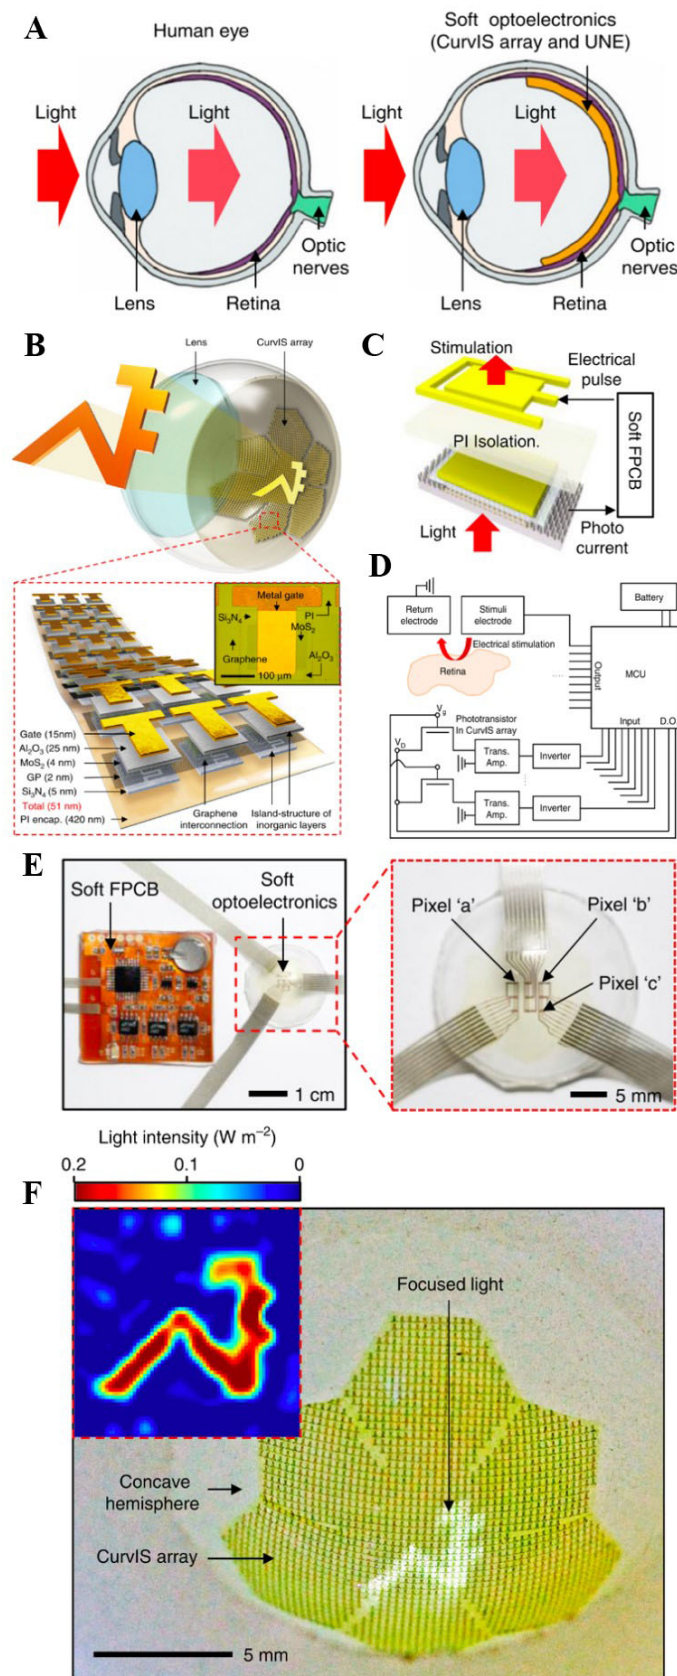 A
Human eye
Light
Light
Lens
Retina
Optic
nerves
Soft optoelectronics
(CurvIS array and UNE)
Light
Light
Lens
Retina
Optic
nerves
B
Lens
CurvIS array
Metal gate
Si3N4
PI
MoS2
Graphene
Al2O3
100 µm
Gate (15nm)
Al2O3 (25 nm)
MoS2 (4 nm)
GP (2 nm)
Si3N4 (5 nm)
Total (51 nm)
PI encap. (420 nm)
Graphene
interconnection
Island-structure of
inorganic layers
C
Stimulation
Electrical
pulse
PI Isolation.
Soft FPCB
Light
Photo
current
D
Return
electrode
Stimuli
electrode
Battery
Electrical stimulation
Retina
Output
MCU
Input
D.O.
Vg
Phototransistor
In CurvIS array
VD
Trans.
Amp.
Inverter
Trans.
Amp.
Inverter
E
Soft FPCB
Soft
optoelectronics
1 cm
Pixel ‘a’
Pixel ‘b’
Pixel ‘c’
5 mm
F
Light intensity (W m–2)
0.2
0.1
0
Focused light
Concave
hemisphere
CurvIS array
5 mm